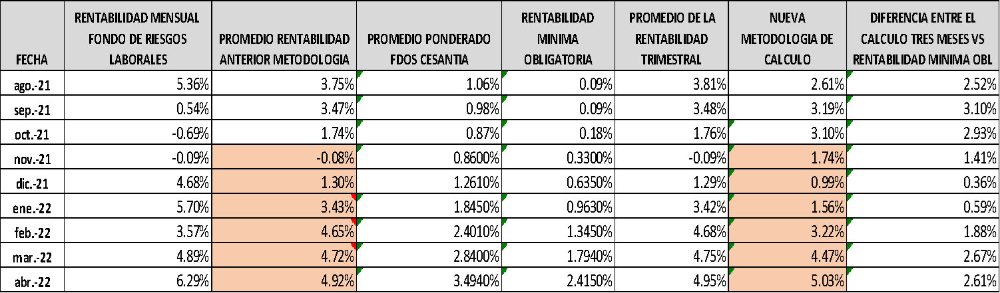 FECHA | RENTABILIDAD MENSUAL FONDO DE RIESGOS LABORALES | PROMEDIO RENTABILIDAD ANTERIOR METODOLOGIA | PROMEDIO PONDERADO FDOS CESANTIA | RENTABILIDAD MINIMA OBLIGATORIA | PROMEDIO DE LA RENTABILIDAD TRIMESTRAL | NUEVA METODOLOGIA DE CALCULO | DIFERENCIA ENTRE EL CALCULO TRES MESES VS RENTABILIDAD MINIMA OBL
ago.-21 | 5.36% | 3.75% | 1.06% | 0.09% | 3.81% | 2.61% | 2.52%
sep.-21 | 0.54% | 3.47% | 0.98% | 0.09% | 3.48% | 3.19% | 3.10%
oct.-21 | -0.69% | 1.74% | 0.87% | 0.18% | 1.76% | 3.10% | 2.93%
nov.-21 | -0.09% | -0.08% | 0.8600% | 0.3300% | -0.09% | 1.74% | 1.41%
dic.-21 | 4.68% | 1.30% | 1.2610% | 0.6350% | 1.29% | 0.99% | 0.36%
ene.-22 | 5.70% | 3.43% | 1.8450% | 0.9630% | 3.42% | 1.56% | 0.59%
feb.-22 | 3.57% | 4.65% | 2.4010% | 1.3450% | 4.68% | 3.22% | 1.88%
mar.-22 | 4.89% | 4.72% | 2.8400% | 1.7940% | 4.75% | 4.47% | 2.67%
abr.-22 | 6.29% | 4.92% | 3.4940% | 2.4150% | 4.95% | 5.03% | 2.61%